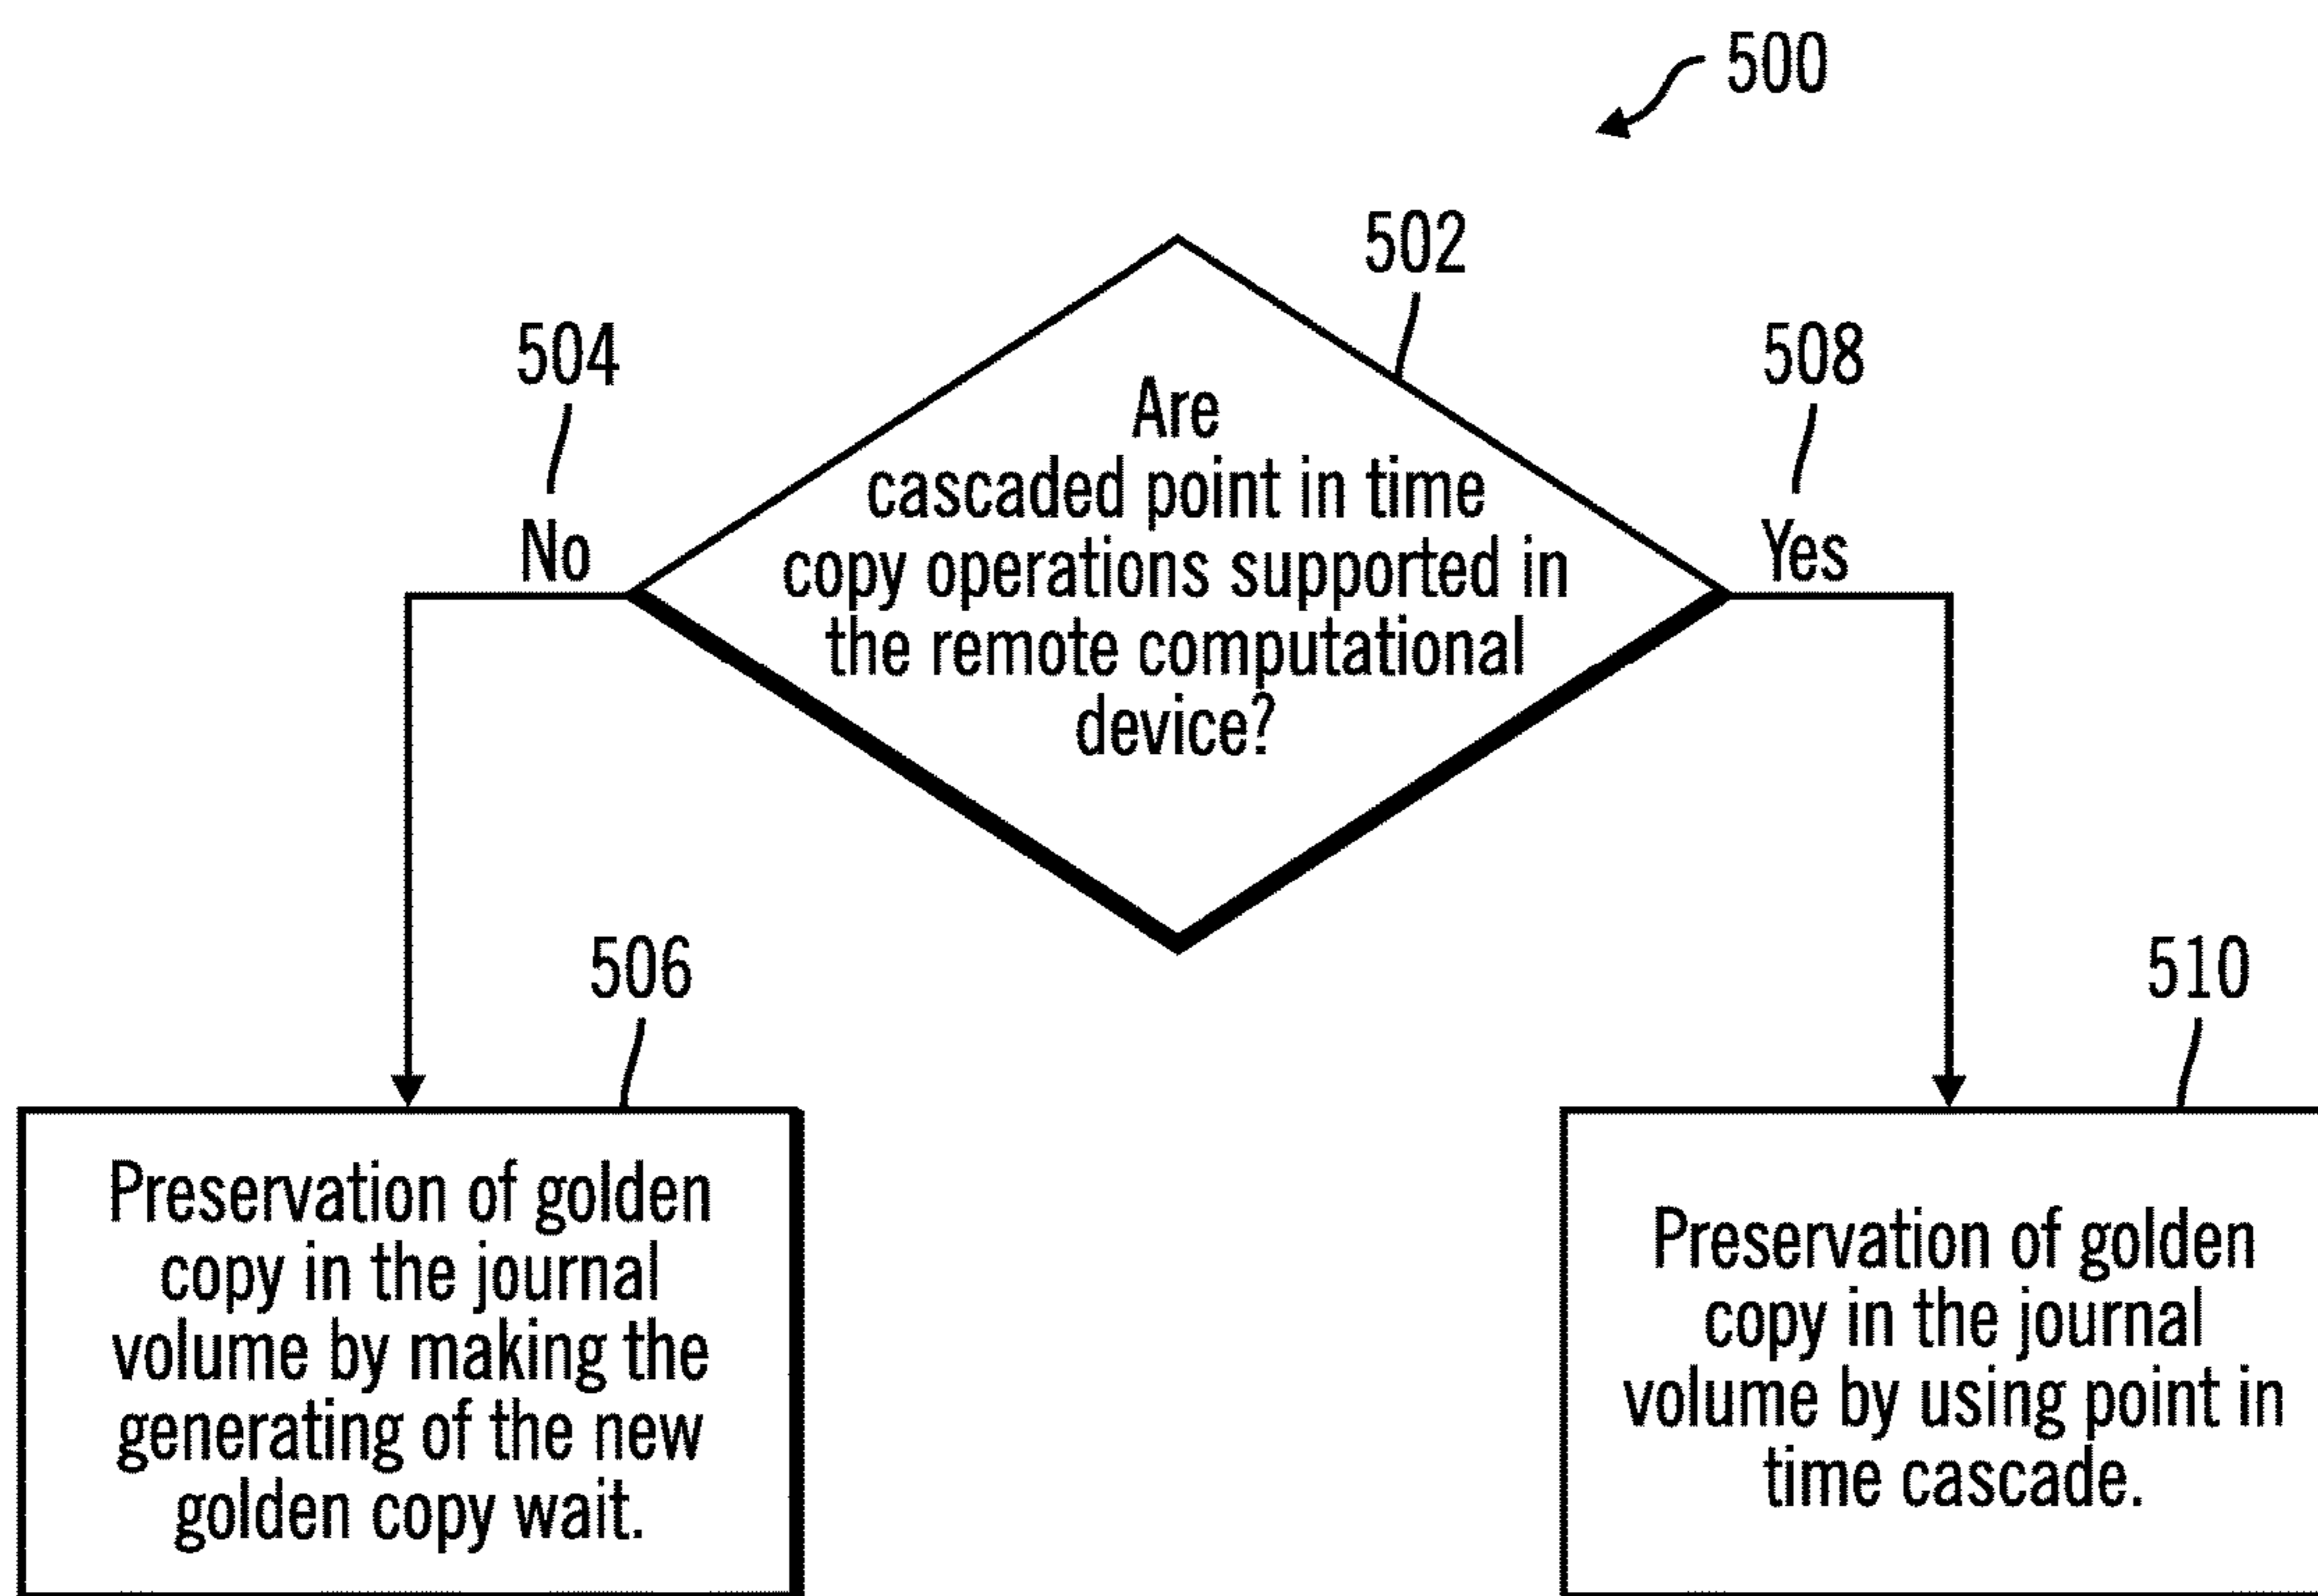 500
502
504
508
Are
cascaded point in time
copy operations supported in
the remote computational
device?
No
Yes
506
510
Preservation of golden
copy in the journal
volume by making the
generating of the new
golden copy wait.
Preservation of golden
copy in the journal
volume by using point in
time cascade.